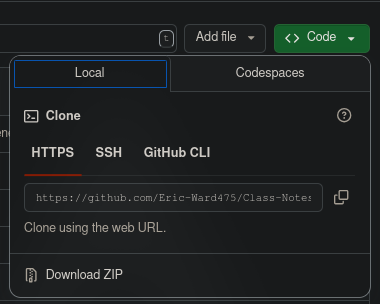 t
Add file
Code
Local
Codespaces
Clone
HTTPS
SSH
GitHub CLI
https://github.com/Eric-Ward475/Class-Notes
Clone using the web URL.
Download ZIP